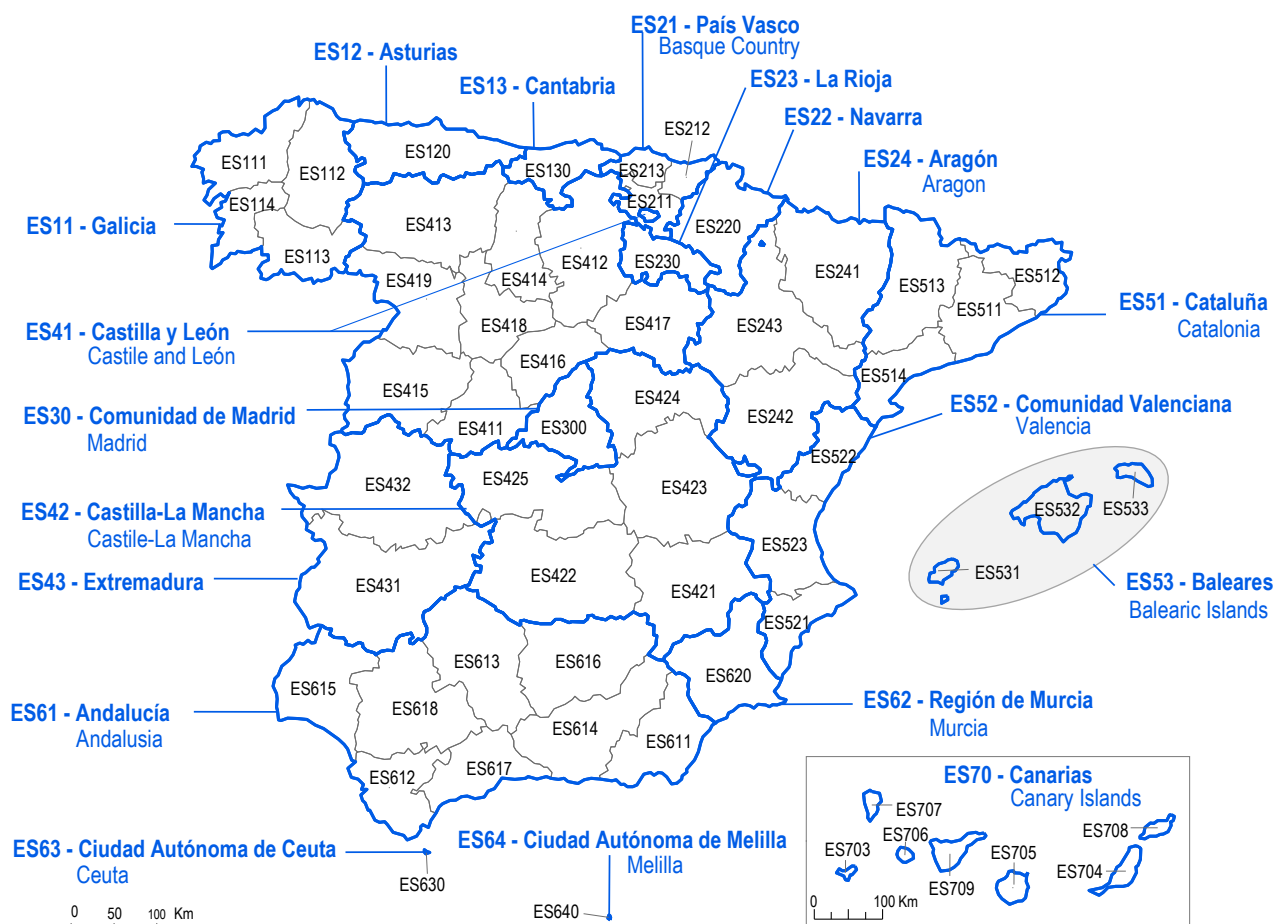 ES21 - País Vasco
Basque Country
ES12 - Asturias
ES13 - Cantabria
ES23 - La Rioja
ES22 - Navarra
ES212
ES24 - Aragón
Aragon
ES111
ES112
ES120
ES130
ES213
ES211
ES114
ES11 - Galicia
ES113
ES413
ES220
ES419
ES414
ES412
ES230
ES241
ES513
ES512
ES511
ES41 - Castilla y León
Castile and León
ES418
ES417
ES243
ES51 - Cataluña
Catalonia
ES416
ES415
ES514
ES424
ES30 - Comunidad de Madrid
Madrid
ES411
ES300
ES242
ES52 - Comunidad Valenciana
Valencia
ES522
ES432
ES425
ES423
ES532
ES533
ES42 - Castilla-La Mancha
Castile-La Mancha
ES523
ES43 - Extremadura
ES431
ES422
ES421
ES531
ES53 - Baleares
Balearic Islands
ES521
ES613
ES616
ES620
ES615
ES618
ES614
ES611
ES61 - Andalucía
Andalusia
ES62 - Región de Murcia
Murcia
ES612
ES617
ES70 - Canarias
Canary Islands
ES707
ES708
ES706
ES703
ES705
ES704
ES709
0 100 Km
ES63 - Ciudad Autónoma de Ceuta
Ceuta
ES630
ES64 - Ciudad Autónoma de Melilla
Melilla
ES640
0 50 100 Km